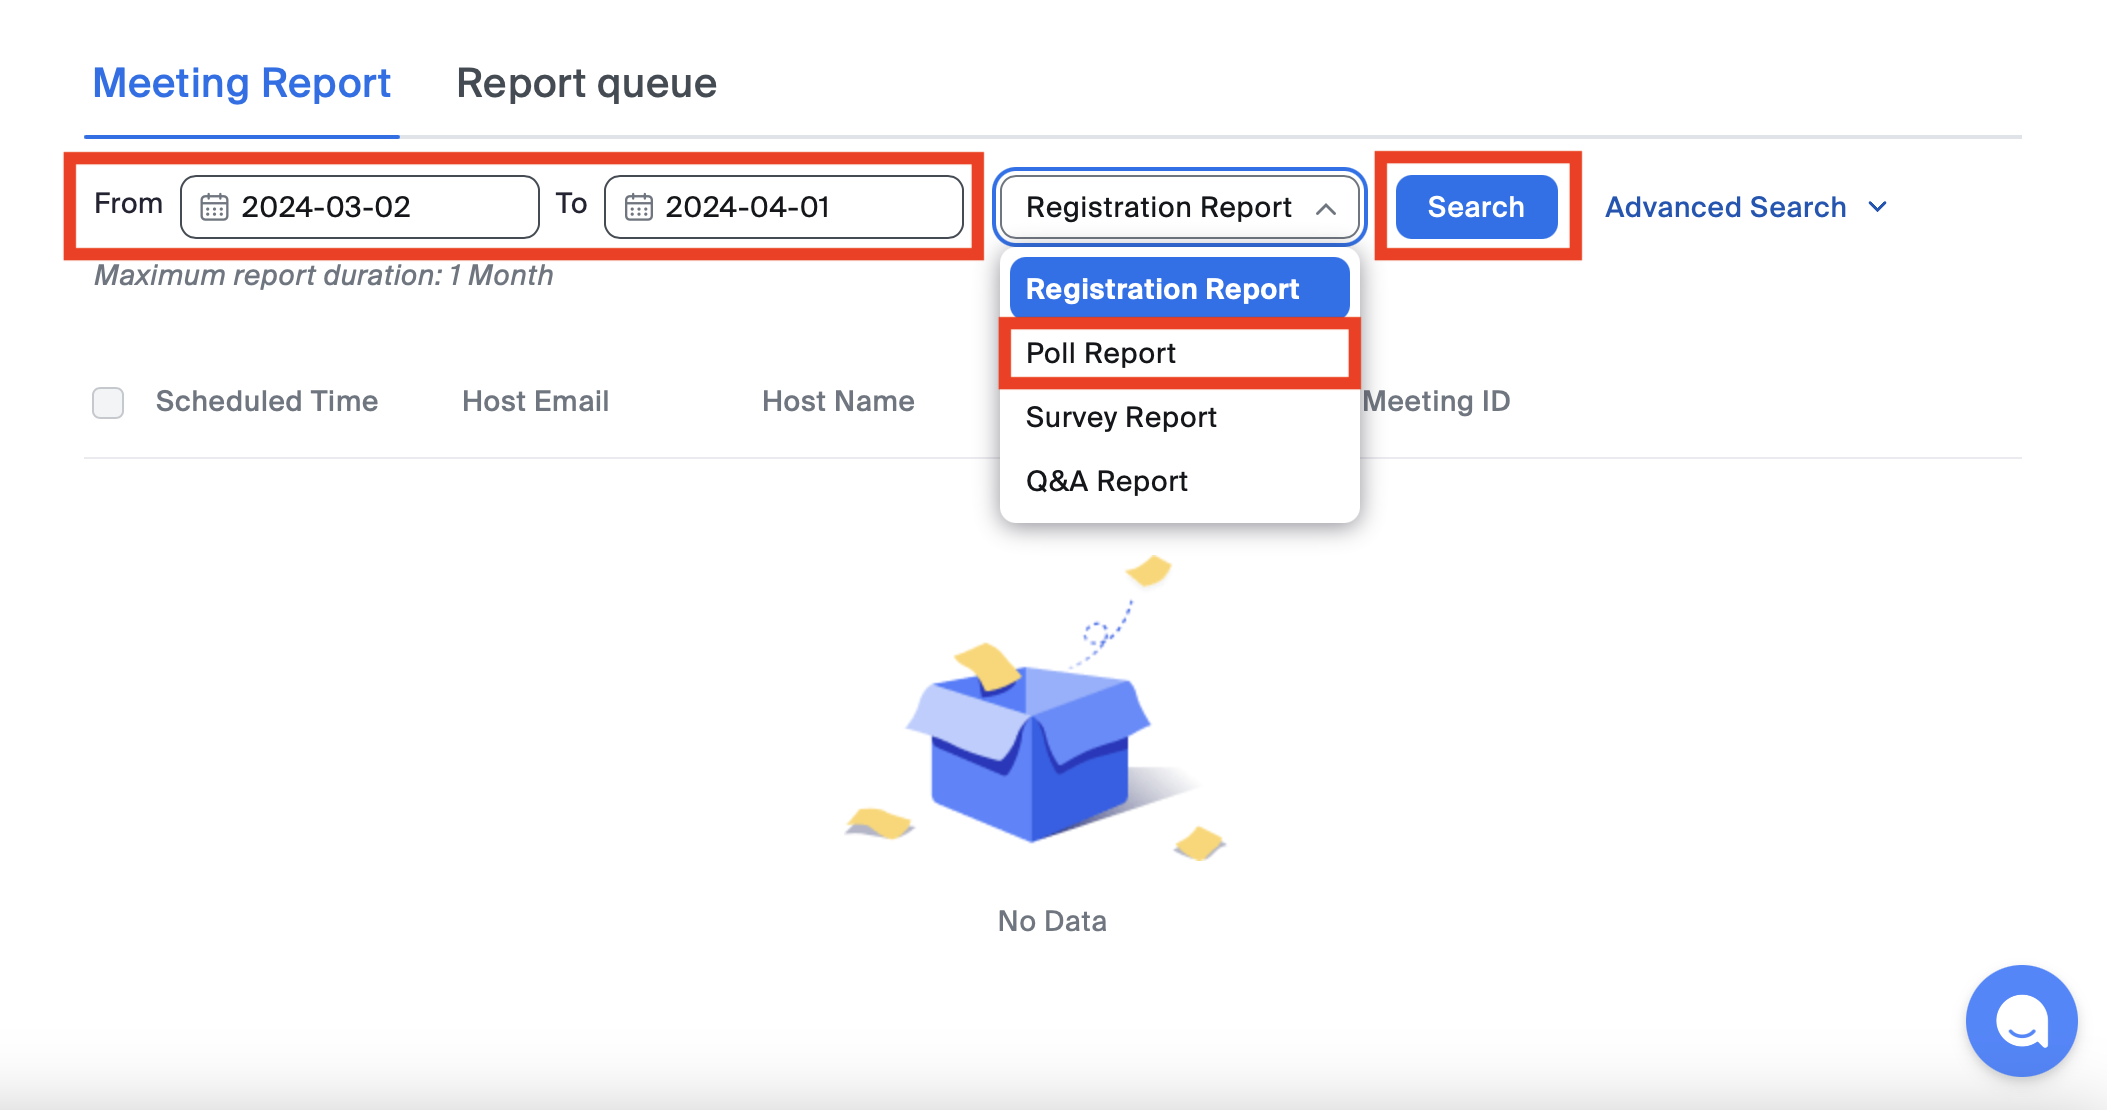 Meeting Report Report queue
From 2024-03-02 To 2024-04-01 Registration Report Search Advanced Search
Maximum report duration: 1 Month
Registration Report
Poll Report
Survey Report
Q&A Report
Scheduled Time Host Email Host Name Meeting ID
No Data